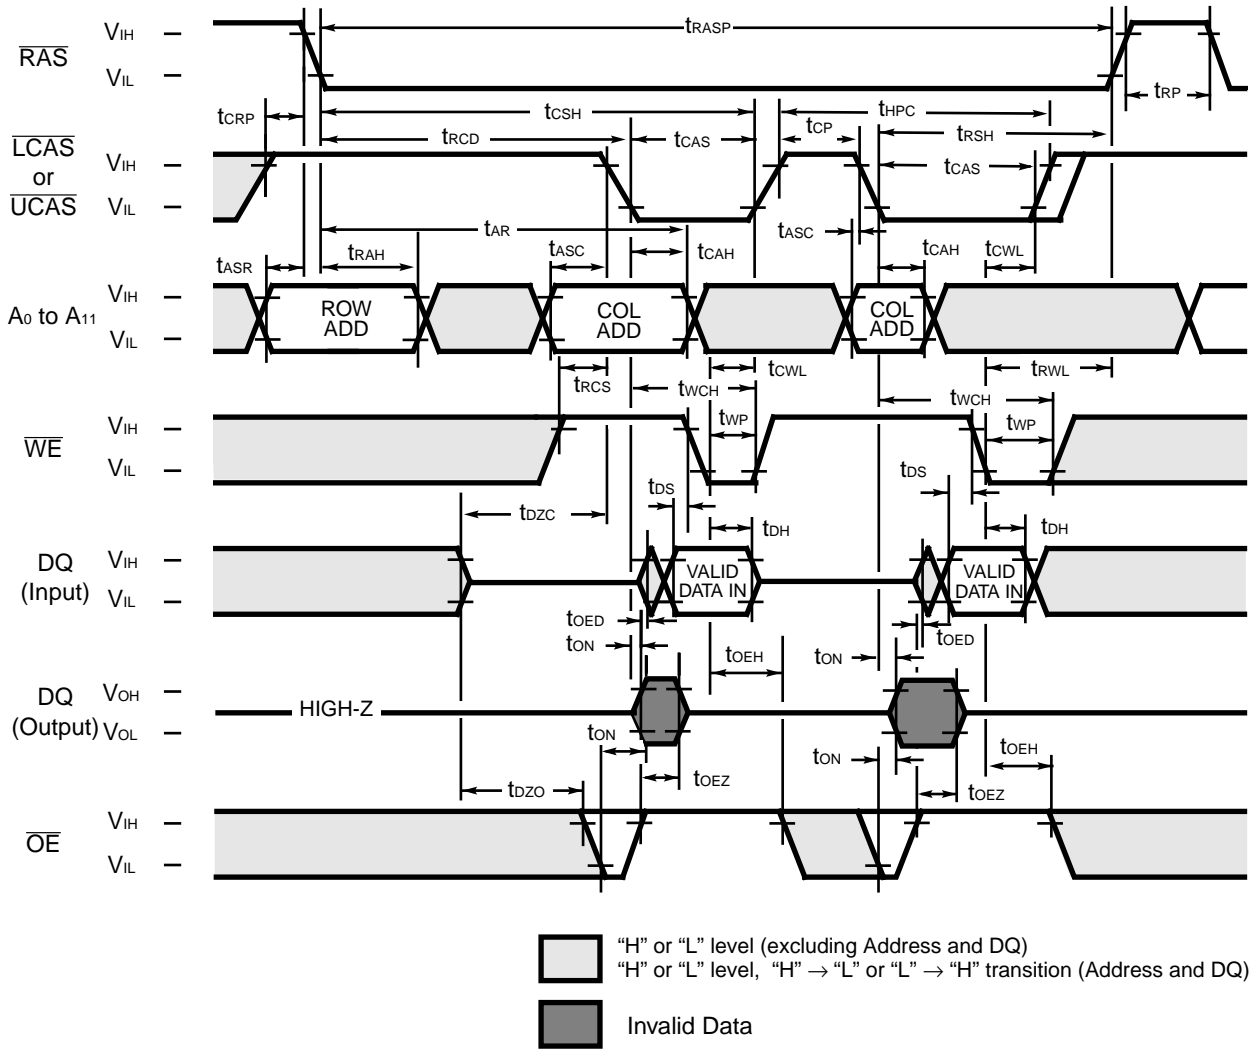 RAS
VIH
VIL
tRASP
tRP
tCRP
tCSH
tHPC
tRCD
tCAS
tCP
tRSH
LCAS
or
UCAS
VIH
VIL
tCAS
tASR
tRAH
tAR
tASC
tCAH
tASC
tCAH
tCWL
A0 to A11
VIH
VIL
ROW
ADD
COL
ADD
COL
ADD
tRCS
tWCH
tCWL
tRWL
tWCH
WE
VIH
VIL
tWP
tWP
tDZC
tDS
tDH
tDS
tDH
DQ
(Input)
VIH
VIL
VALID
DATA IN
VALID
DATA IN
tOED
tON
tOEH
tON
tOED
DQ
(Output)
VOH
VOL
HIGH-Z
tON
tOEZ
tON
tOEH
tOEZ
tDZO
OE
VIH
VIL
“H” or “L” level (excluding Address and DQ)
“H” or “L” level, “H” → “L” or “L” → “H” transition (Address and DQ)
Invalid Data